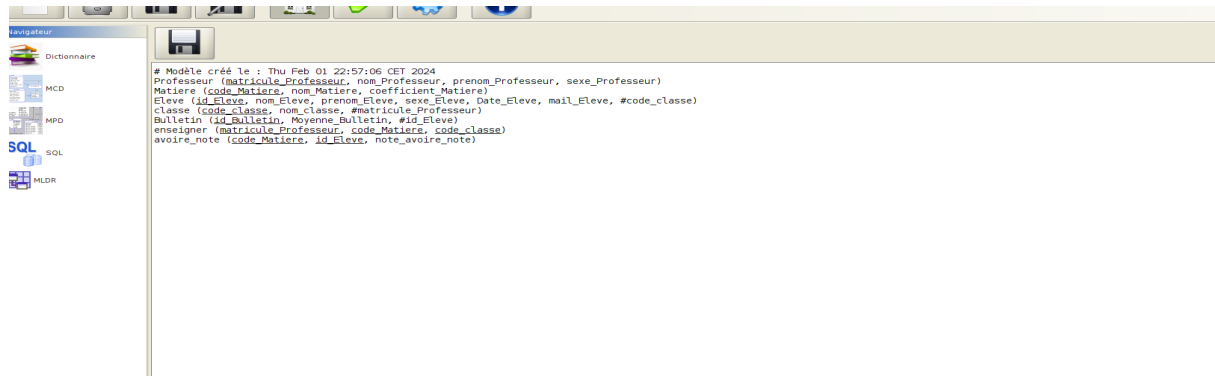 Navigateur
Dictionnaire
MCD
MPD
SQL
SQL
MLDR
# Modèle créé le : Thu Feb 01 22:57:06 CET 2024
Professeur (matricule_Professeur, nom_Professeur, prenom_Professeur, sexe_Professeur)
Matiere (code_Matiere, nom_Matiere, coefficient_Matiere)
Eleve (id_Eleve, nom_Eleve, prenom_Eleve, sexe_Eleve, Date_Eleve, mail_Eleve, #code_classe)
classe (code_classe, nom_classe, #matricule_Professeur)
Bulletin (id_Bulletin, Moyenne_Bulletin, #id_Eleve)
enseigner (matricule_Professeur, code_Matiere, code_classe)
avoire_note (code_Matiere, id_Eleve, note_avoire_note)